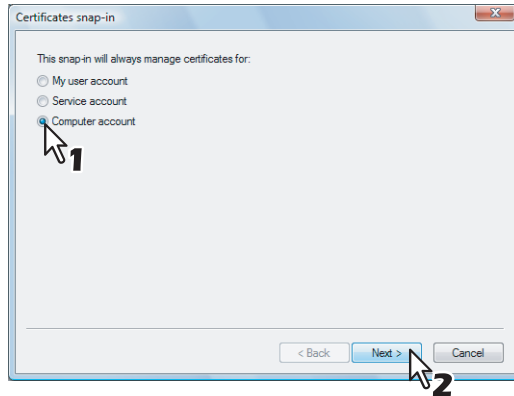 Certificates snap-in
This snap-in will always manage certificates for:
My user account
Service account
Computer account
1
< Back Next > Cancel
2